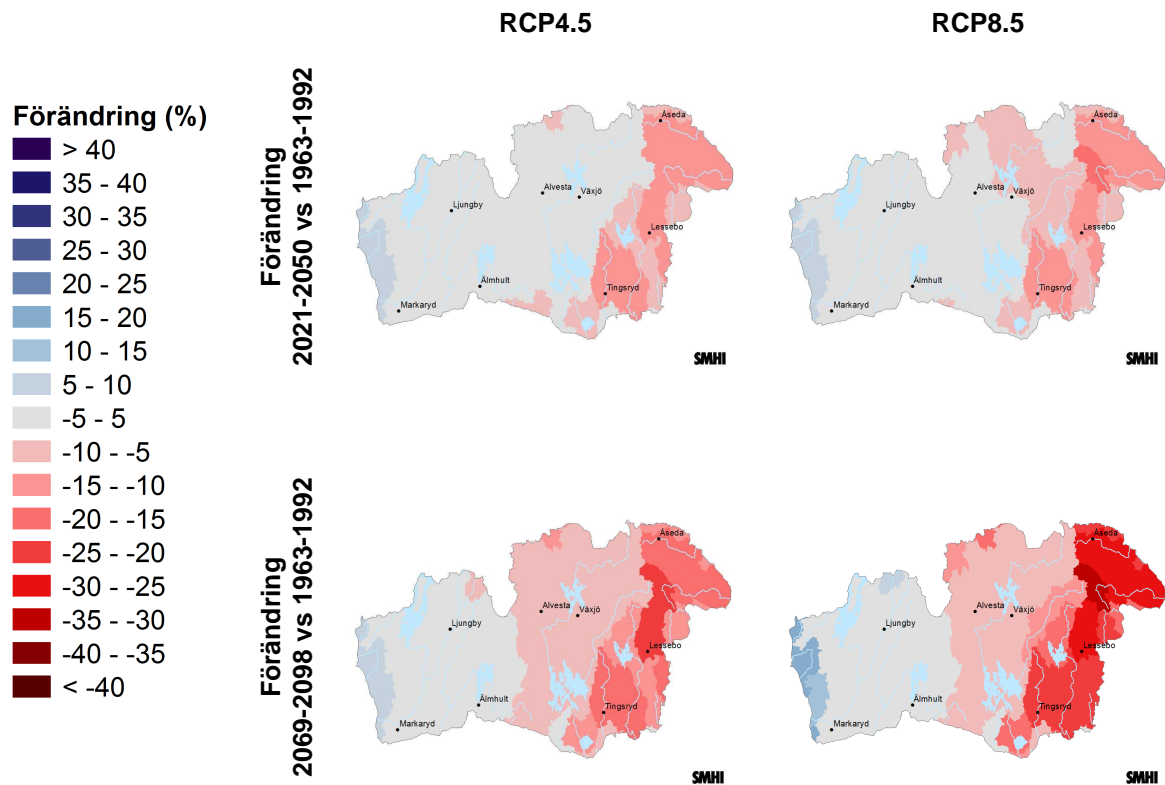 RCP4.5
RCP8.5
Förändring (%)
> 40
35 - 40
30 - 35
25 - 30
20 - 25
15 - 20
10 - 15
5 - 10
-5 - 5
-10 - -5
-15 - -10
-20 - -15
-25 - -20
-30 - -25
-35 - -30
-40 - -35
< -40
Förändring
2021-2050 vs 1963-1992
Åseda
Alvesta
Växjö
Ljungby
Lessebo
Älmhult
Tingsryd
Markaryd
SMHI
Åseda
Alvesta
Växjö
Ljungby
Lessebo
Älmhult
Tingsryd
Markaryd
SMHI
Förändring
2069-2098 vs 1963-1992
Åseda
Alvesta
Växjö
Ljungby
Lessebo
Älmhult
Tingsryd
Markaryd
SMHI
Åseda
Alvesta
Växjö
Ljungby
Lessebo
Älmhult
Tingsryd
Markaryd
SMHI